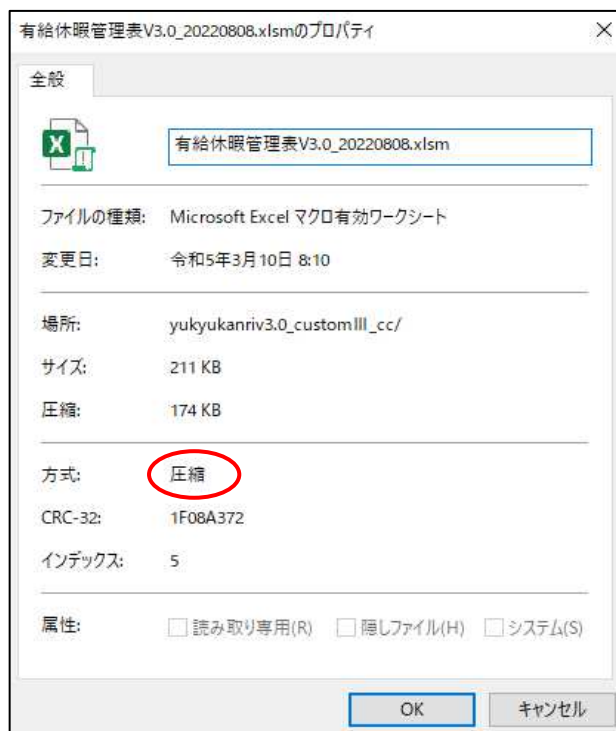 有給休暇管理表V3.0_20220808.xlsmのプロパティ
全般
有給休暇管理表V3.0_20220808.xlsm
ファイルの種類: Microsoft Excel マクロ有効ワークシート
変更日: 令和5年3月10日 8:10
場所: yukyukanriv3.0_customⅢ_cc/
サイズ: 211 KB
圧縮: 174 KB
方式: 圧縮
CRC-32: 1F08A372
インデックス: 5
属性: 読み取り専用(R) 隠しファイル(H) システム(S)
OK キャンセル